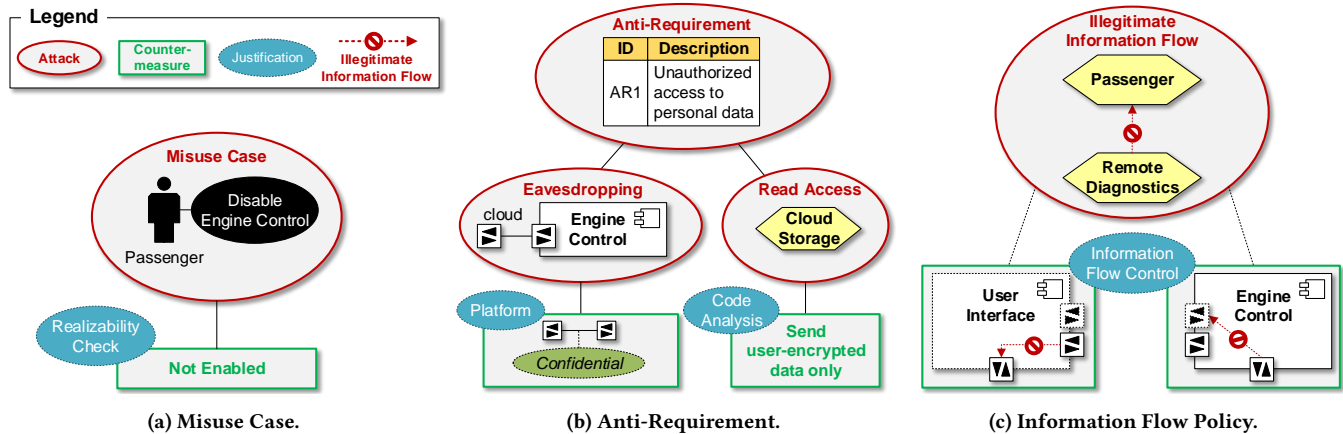 Legend
Attack
Counter-
measure
Justification
Illegitimate
Information Flow
Misuse Case
Disable
Engine Control
Passenger
Realizability
Check
Not Enabled
(a) Misuse Case.
Anti-Requirement
ID Description
AR1 Unauthorized
access to
personal data
Eavesdropping
cloud
Engine
Control
Read Access
Cloud
Storage
Platform
Confidential
Code
Analysis
Send
user-encrypted
data only
(b) Anti-Requirement.
Illegitimate
Information Flow
Passenger
Remote
Diagnostics
Information
Flow Control
User
Interface
Engine
Control
(c) Information Flow Policy.